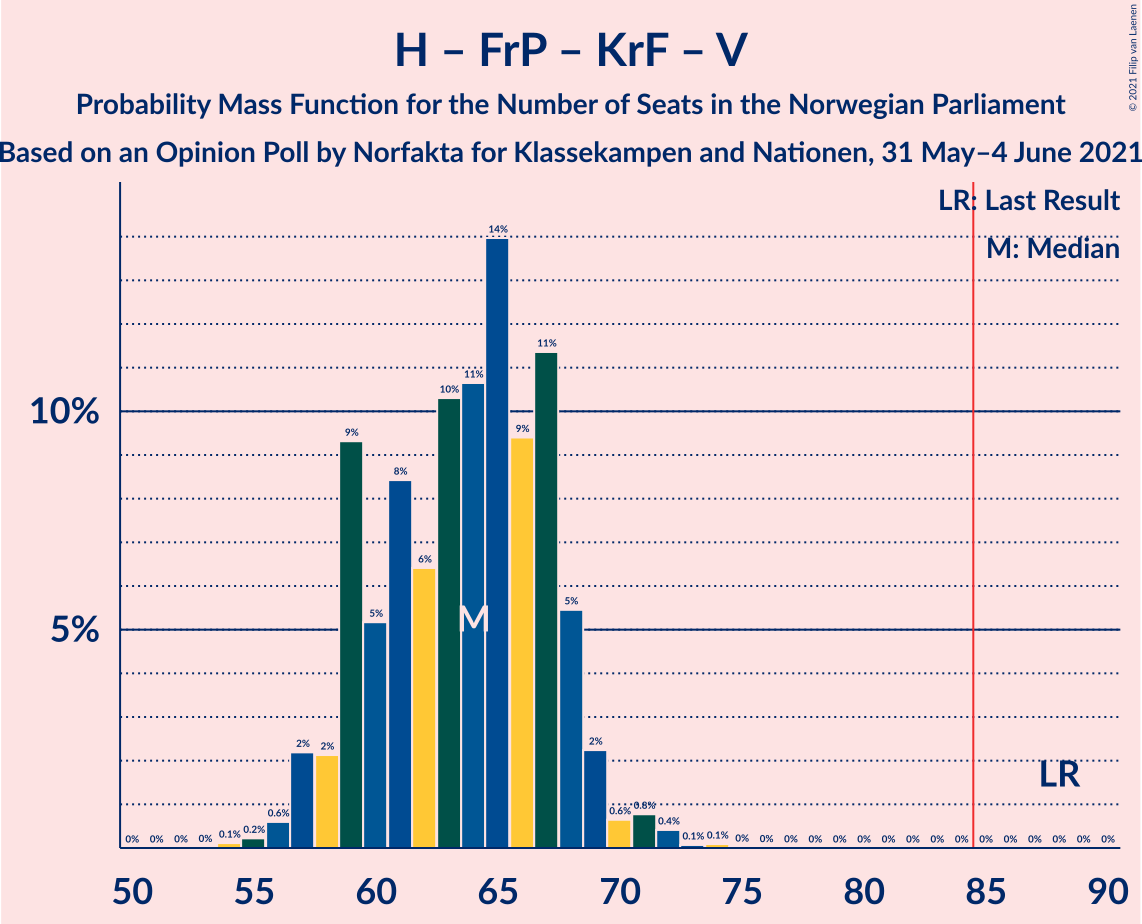 H – FrP – KrF – V
Probability Mass Function for the Number of Seats in the Norwegian Parliament
Based on an Opinion Poll by Norfakta for Klassekampen and Nationen, 31 May–4 June 2021
© 2021 Filip van Laenen
LR: Last Result
M: Median
14%
11%
11%
10%
10%
9%
9%
8%
6%
5%
5%
5%
M
2%
2%
2%
LR
0.6%
0.6%
0.8%
0.4%
0% 0% 0% 0% 0.1% 0.2% 0.1% 0.1% 0% 0% 0% 0% 0% 0% 0% 0% 0% 0% 0% 0% 0% 0% 0% 0%
50 55 60 65 70 75 80 85 90